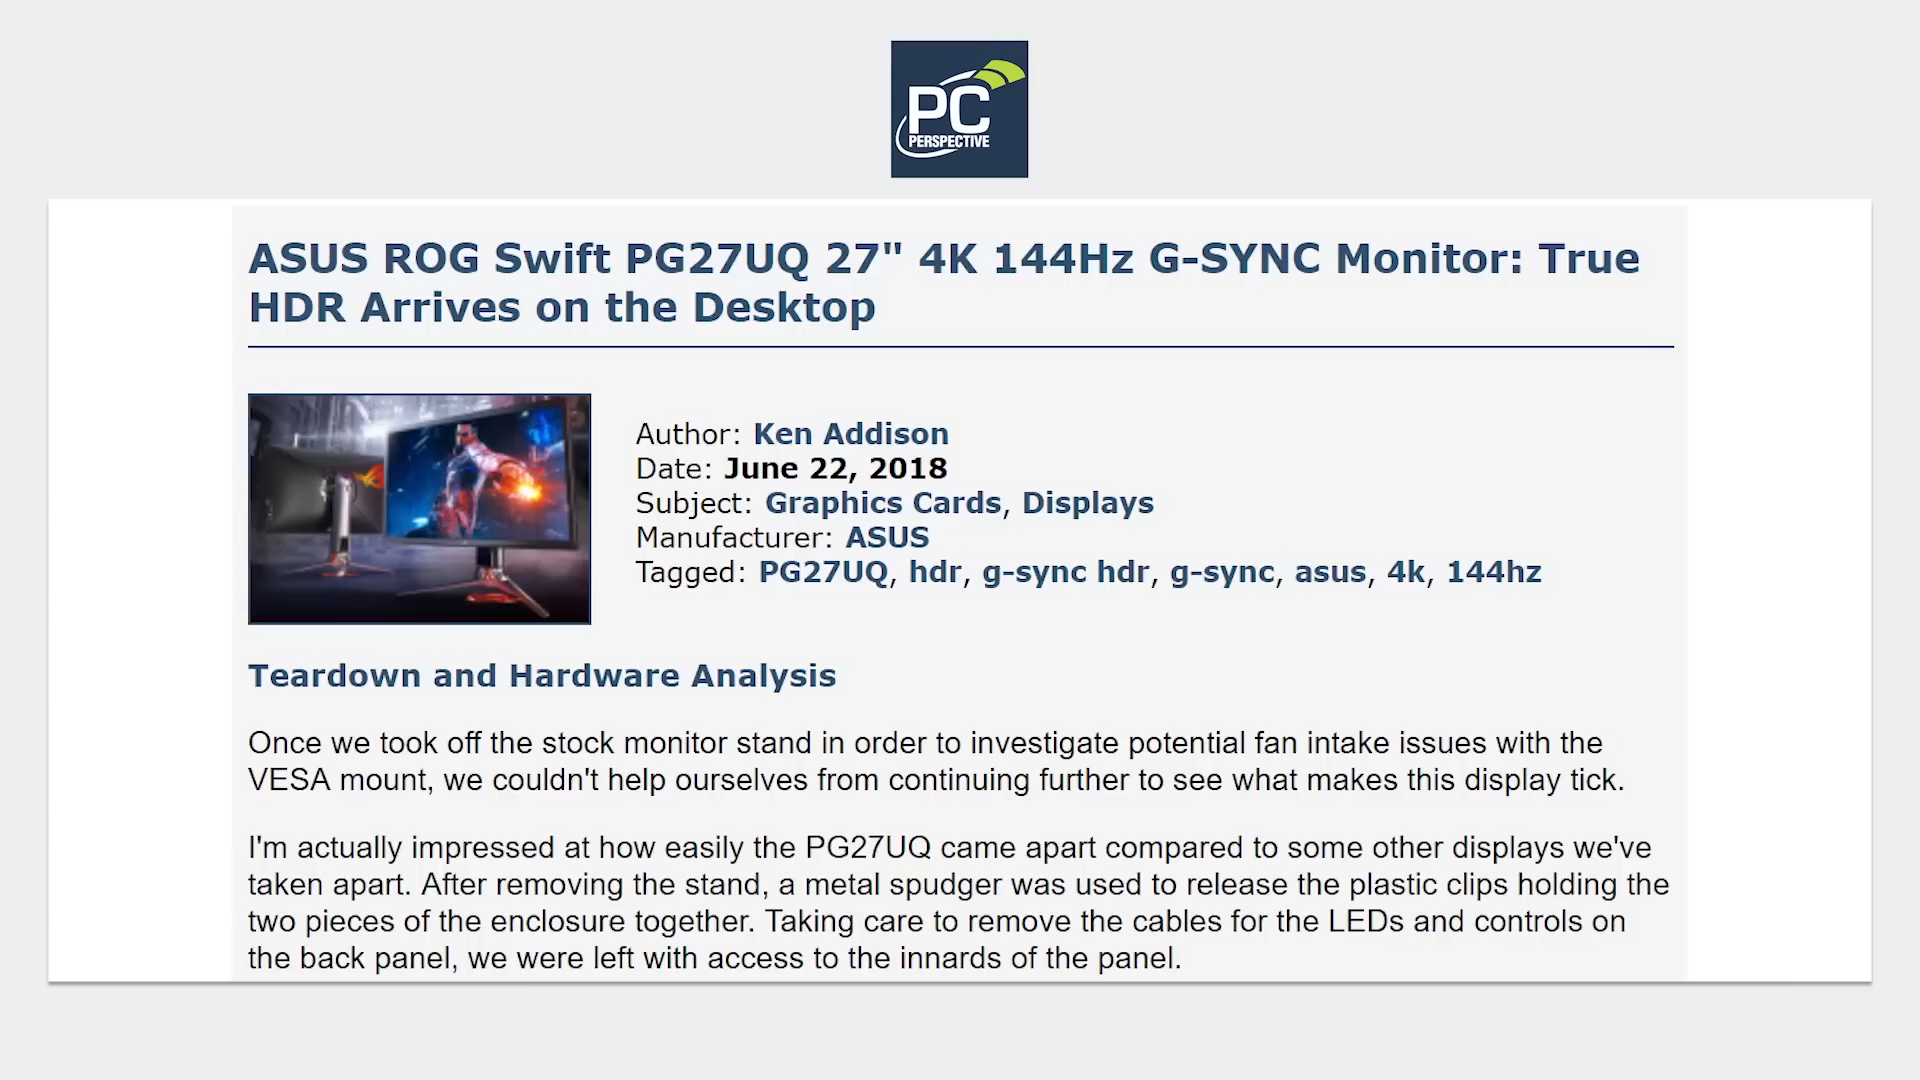 PC
PERSPECTIVE
ASUS ROG Swift PG27UQ 27" 4K 144Hz G-SYNC Monitor: True
HDR Arrives on the Desktop
Author: Ken Addison
Date: June 22, 2018
Subject: Graphics Cards, Displays
Manufacturer: ASUS
Tagged: PG27UQ, hdr, g-sync hdr, g-sync, asus, 4k, 144hz
Teardown and Hardware Analysis
Once we took off the stock monitor stand in order to investigate potential fan intake issues with the
VESA mount, we couldn't help ourselves from continuing further to see what makes this display tick.
I'm actually impressed at how easily the PG27UQ came apart compared to some other displays we've
taken apart. After removing the stand, a metal spudger was used to release the plastic clips holding the
two pieces of the enclosure together. Taking care to remove the cables for the LEDs and controls on
the back panel, we were left with access to the innards of the panel.